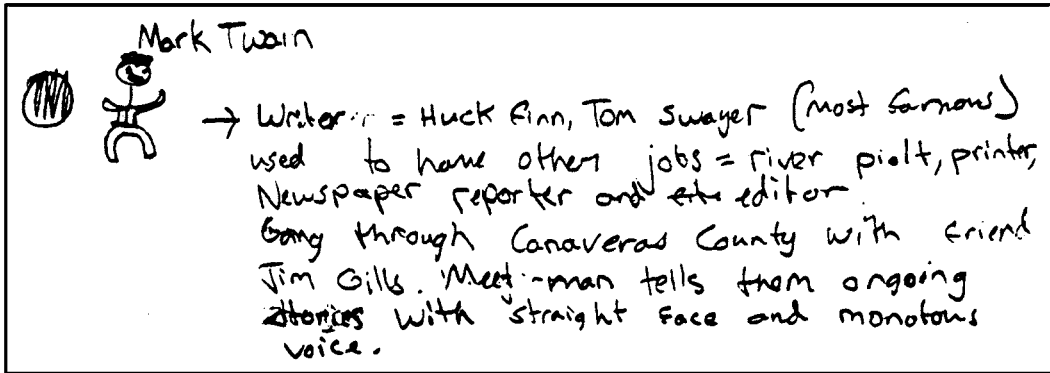 Mark Twain
→ Writer = Huck Finn, Tom Swayer (most famous)
used to have other jobs = river piolt, printer,
Newspaper reporter and editor
Going through Canaveras County with friend
Jim Gills. Meet man tells them ongoing
stories with straight face and monotous
voice.